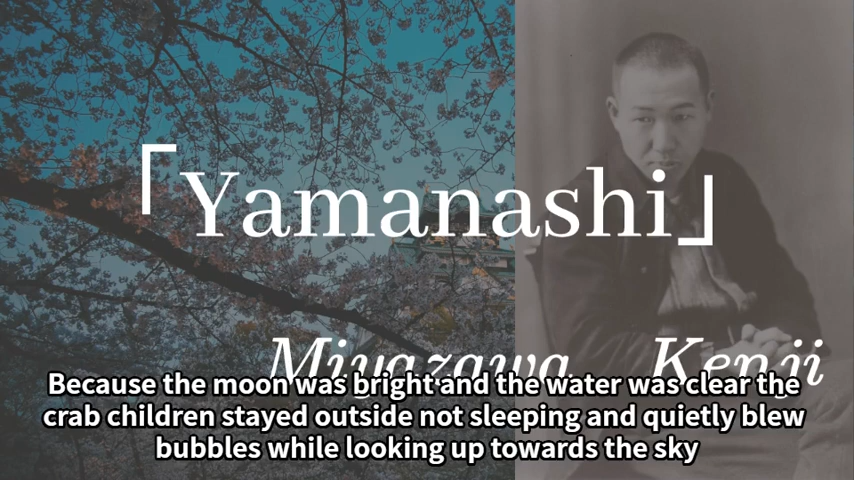 「Yamanashi」
Miyazawa Kenji
Because the moon was bright and the water was clear the
crab children stayed outside not sleeping and quietly blew
bubbles while looking up towards the sky